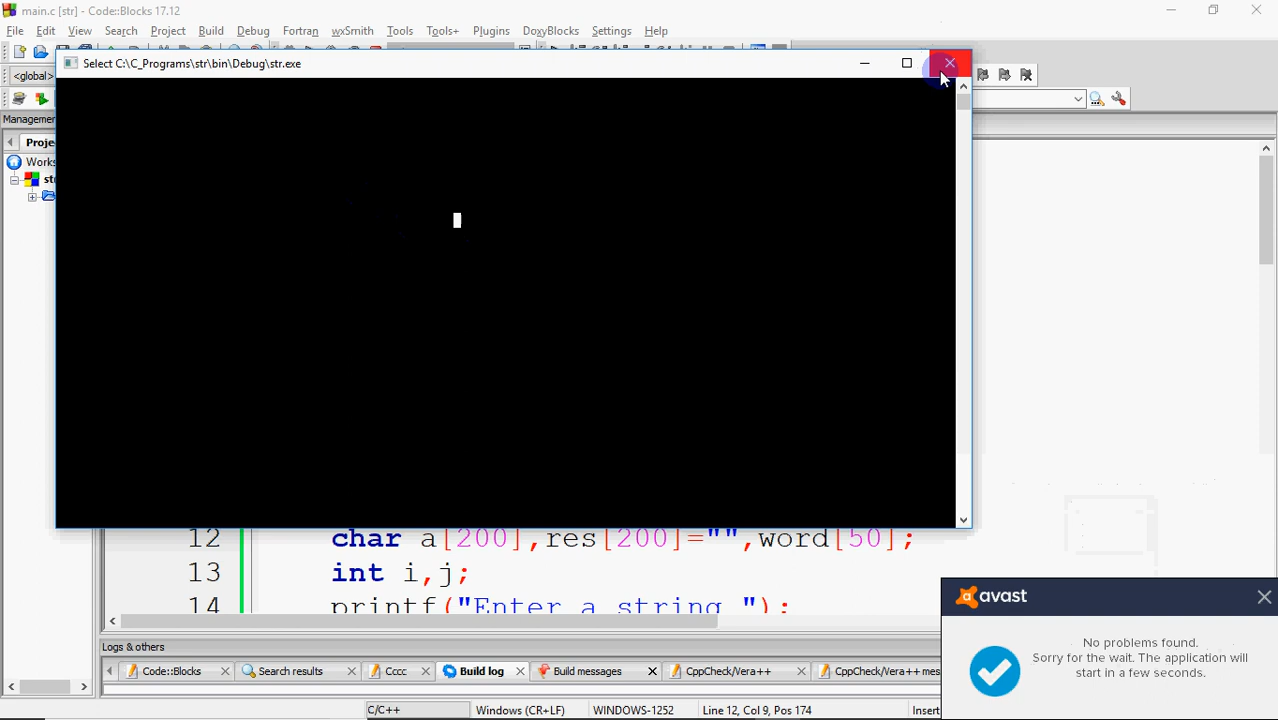 main.c [str] - Code::Blocks 17.12
File Edit View Search Project Build Debug Fortran wxSmith Tools Tools+ Plugins DoxyBlocks Settings Help
Select C:\C_Programs\str\bin\Debug\str.exe
<global>
Management
Works
12 char a[200],res[200]="",word[50];
13 int i,j;
14 printf("Enter a string ");
Logs & others
Code::Blocks Search results Cccc Build log Build messages CppCheck/Vera++ CppCheck/Vera++ mes
C/C++ Windows (CR+LF) WINDOWS-1252 Line 12, Col 9, Pos 174 Insert
avast
No problems found.
Sorry for the wait. The application will
start in a few seconds.